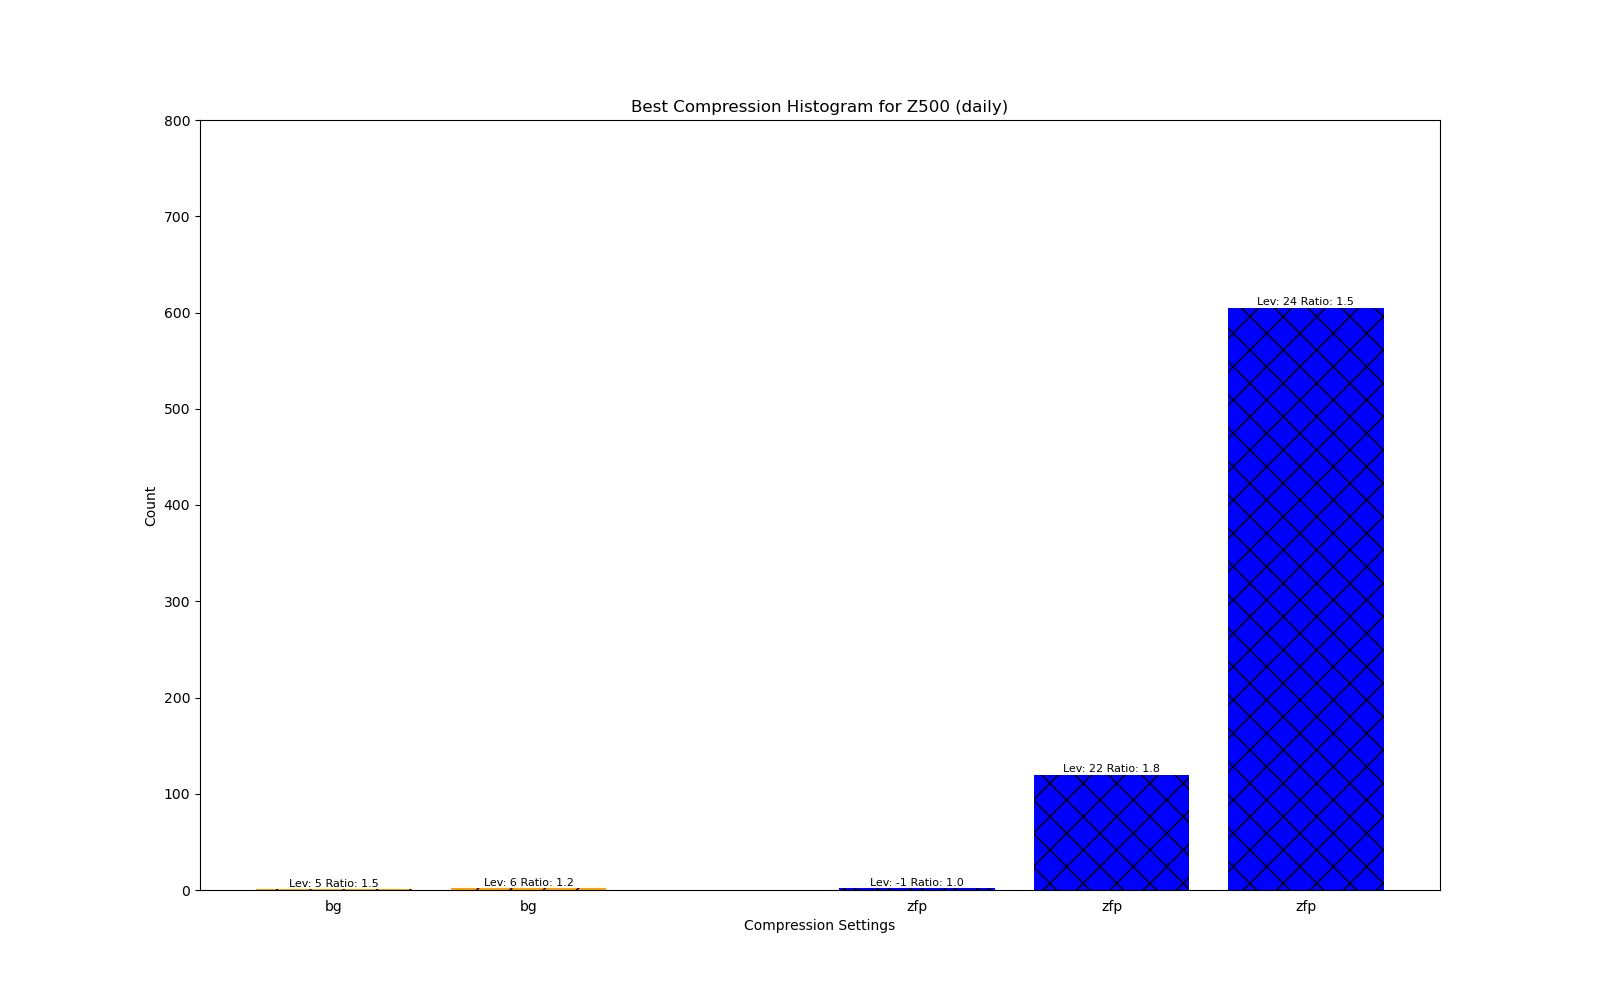 Best Compression Histogram for Z500 (daily)
800
700
600
500
400
300
200
100
0
Count
Lev: 5 Ratio: 1.5
Lev: 6 Ratio: 1.2
Lev: -1 Ratio: 1.0
Lev: 22 Ratio: 1.8
Lev: 24 Ratio: 1.5
bg bg zfp zfp zfp
Compression Settings